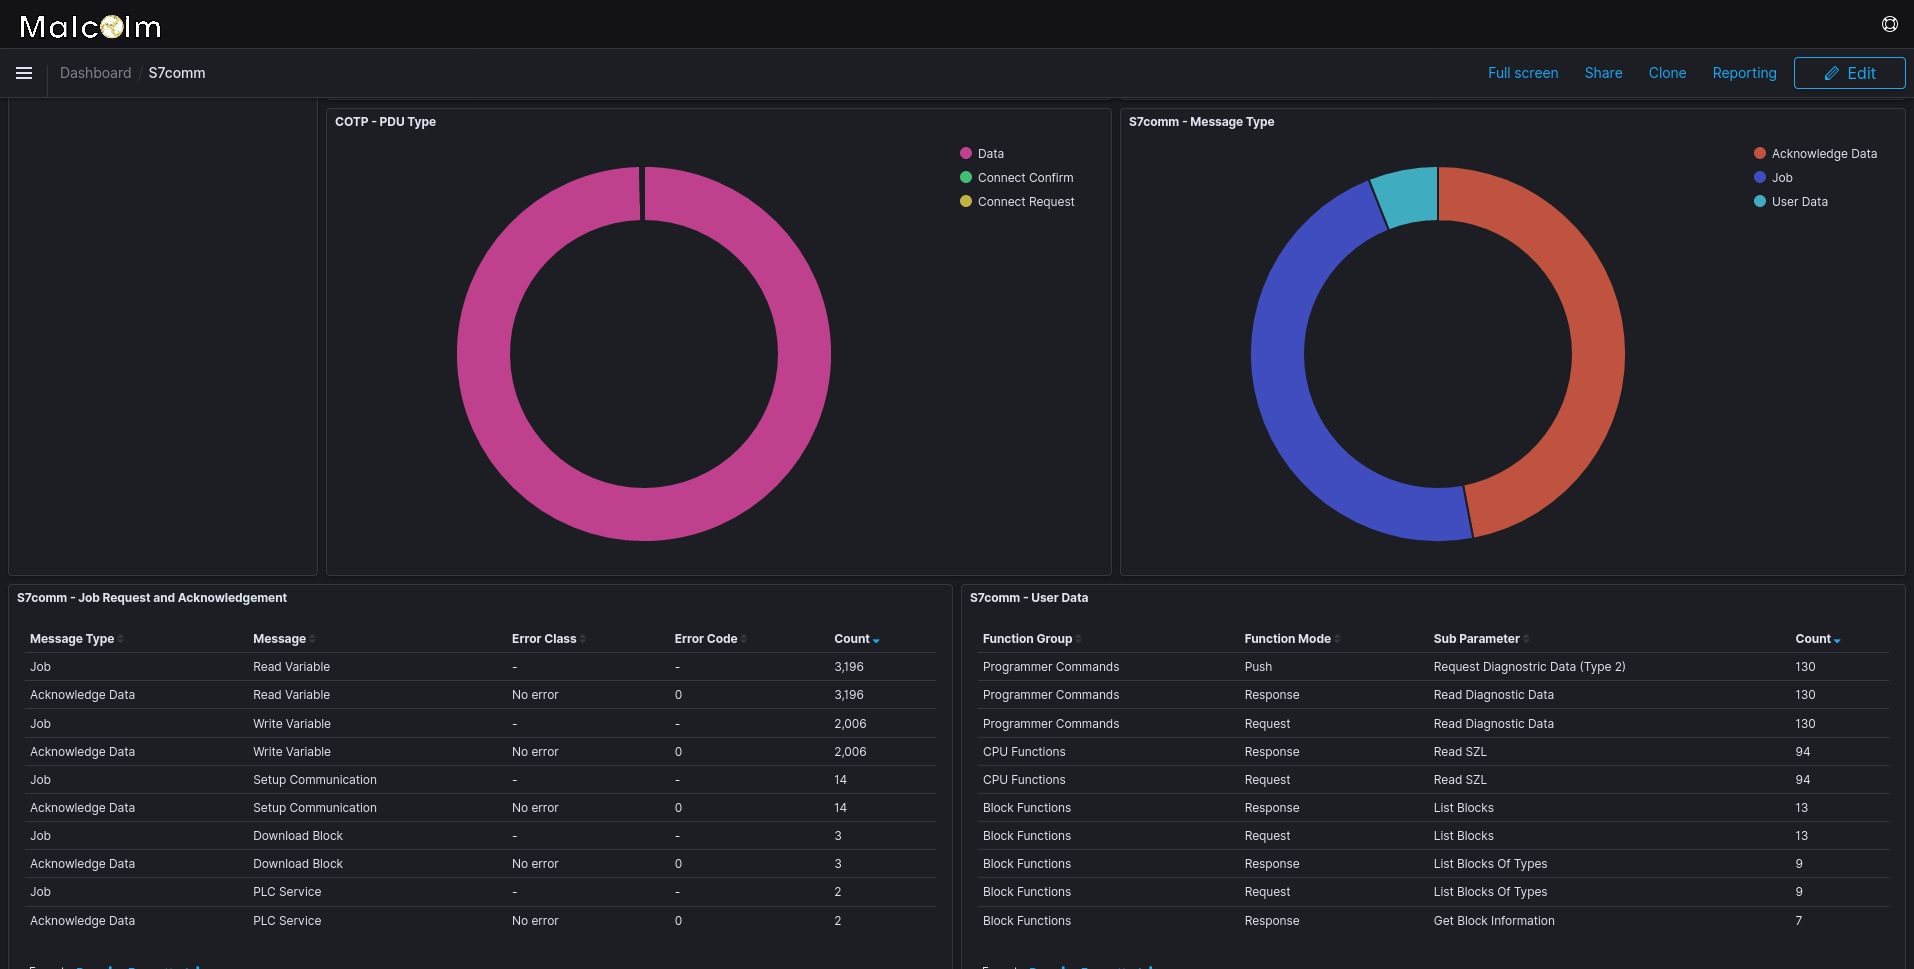 Malcolm
Dashboard / S7comm
Full screen Share Clone Reporting Edit
COTP - PDU Type
Data
Connect Confirm
Connect Request
S7comm - Message Type
Acknowledge Data
Job
User Data
S7comm - Job Request and Acknowledgement
Message Type Message Error Class Error Code Count
Job Read Variable - - 3,196
Acknowledge Data Read Variable No error 0 3,196
Job Write Variable - - 2,006
Acknowledge Data Write Variable No error 0 2,006
Job Setup Communication - - 14
Acknowledge Data Setup Communication No error 0 14
Job Download Block - - 3
Acknowledge Data Download Block No error 0 3
Job PLC Service - - 2
Acknowledge Data PLC Service No error 0 2
S7comm - User Data
Function Group Function Mode Sub Parameter Count
Programmer Commands Push Request Diagnostric Data (Type 2) 130
Programmer Commands Response Read Diagnostic Data 130
Programmer Commands Request Read Diagnostic Data 130
CPU Functions Response Read SZL 94
CPU Functions Request Read SZL 94
Block Functions Response List Blocks 13
Block Functions Request List Blocks 13
Block Functions Response List Blocks Of Types 9
Block Functions Request List Blocks Of Types 9
Block Functions Response Get Block Information 7